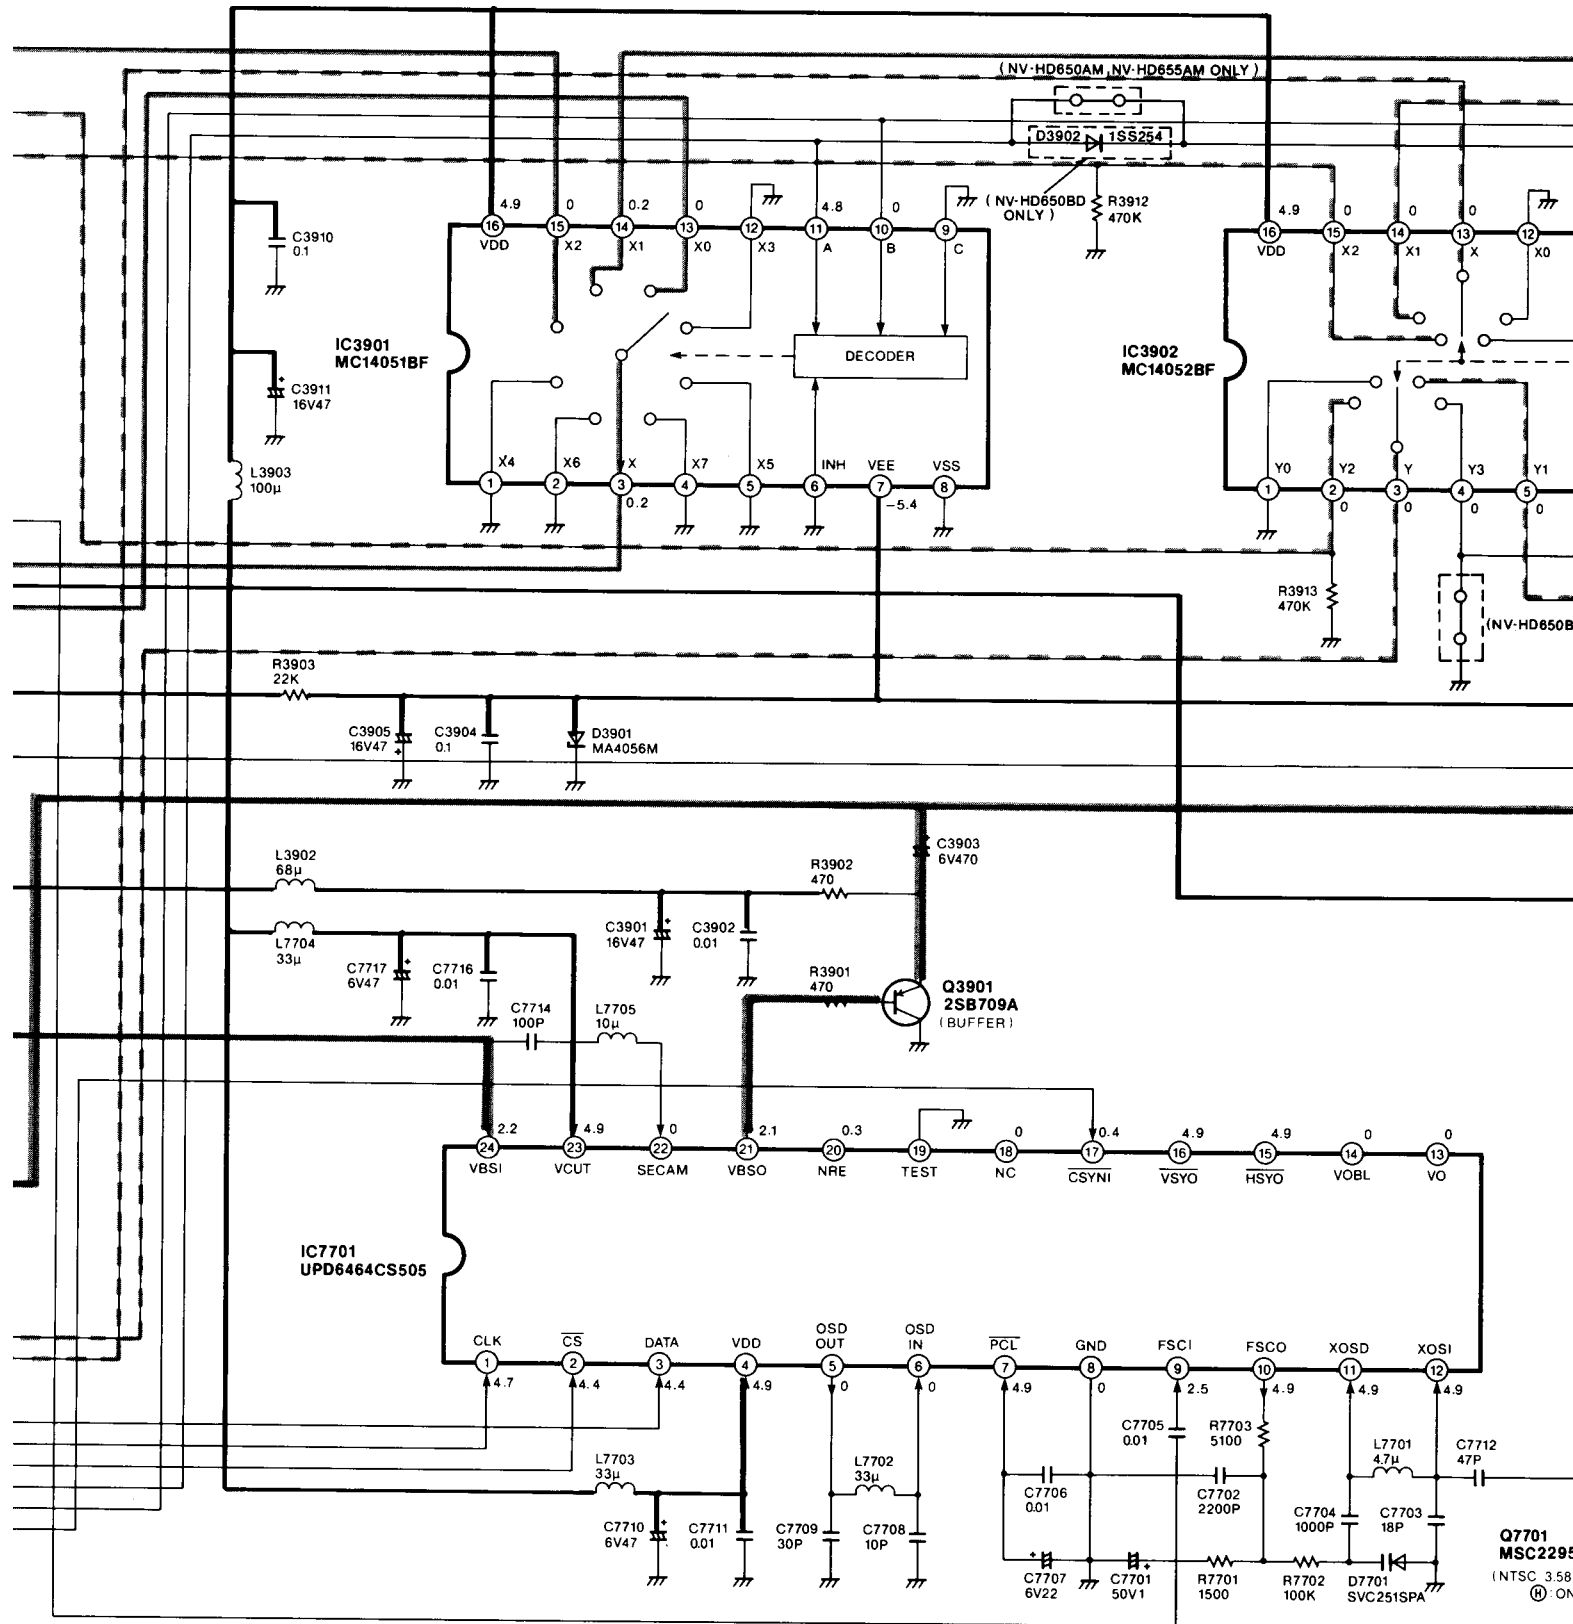 (NV-HD650AM, NV-HD655AM ONLY)
D3902 1SS254
(NV-HD650BD
ONLY)
R3912
470K
C3910
0.1
4.9 0 0.2 0 4.8 0
16 15 14 13 12 11 10 9
VDD X2 X1 X0 X3 A B C
4.9 0 0 0 0
16 15 14 13 12
VDD X2 X1 X X0
IC3901
MC14051BF
DECODER
IC3902
MC14052BF
C3911
16V47
+
L3903
100μ
X4 X6 X X7 X5 INH VEE VSS
1 2 3 4 5 6 7 8
0.2 -5.4
Y0 Y2 Y Y3 Y1
1 2 3 4 5
0 0 0 0
R3913
470K
(NV-HD650B
R3903
22K
C3905
16V47
+
C3904
0.1
D3901
MA4056M
L3902
68μ
R3902
470
C3903
6V470
L7704
33μ
C3901
16V47
+
C3902
0.01
C7717
6V47
+
C7716
0.01
R3901
470
Q3901
2SB709A
(BUFFER)
C7714
100P
L7705
10μ
2.2 4.9 0 2.1 0.3 0 0.4 4.9 4.9 0 0
24 23 22 21 20 19 18 17 16 15 14 13
VBSI VCUT SECAM VBSO NRE TEST NC CSYNI VSYO HSYO VOBL VO
IC7701
UPD6464CS505
CLK CS DATA VDD OSD OUT OSD IN PCL GND FSCI FSCO XOSD XOSI
1 2 3 4 5 6 7 8 9 10 11 12
4.7 4.4 4.4 4.9 0 0 4.9 0 2.5 4.9 4.9 4.9
C7705
0.01
R7703
5100
L7701
4.7μ
C7712
47P
L7703
33μ
L7702
33μ
C7706
0.01
C7702
2200P
C7704
1000P
C7703
18P
C7710
6V47
+
C7711
0.01
C7709
30P
C7708
10P
+
C7707
6V22
C7701
50V1
+
R7701
1500
R7702
100K
D7701
SVC251SPA
Q7701
MSC2295
(NTSC 3.58
H:ON